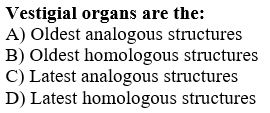 Vestigial organs are the:
A) Oldest analogous structures
B) Oldest homologous structures
C) Latest analogous structures
D) Latest homologous structures